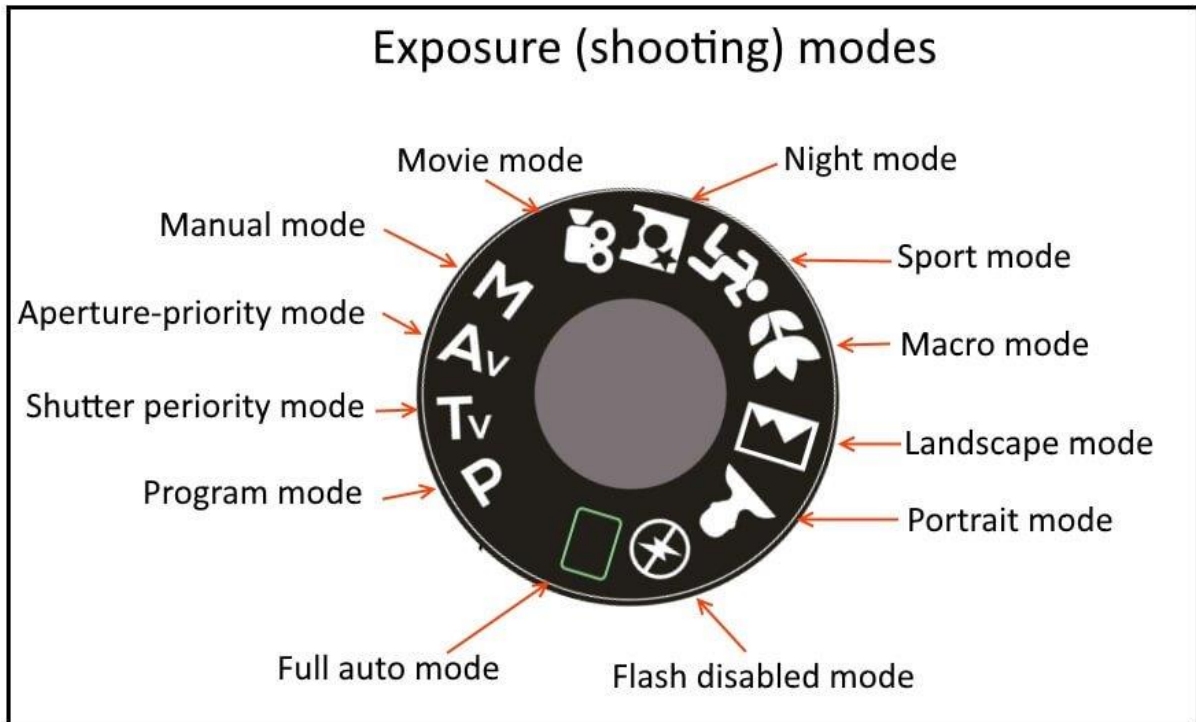 Exposure (shooting) modes
Movie mode
Night mode
Manual mode
Sport mode
Aperture-priority mode
Macro mode
Shutter periority mode
Landscape mode
Program mode
Portrait mode
Full auto mode
Flash disabled mode
M
Av
Tv
P